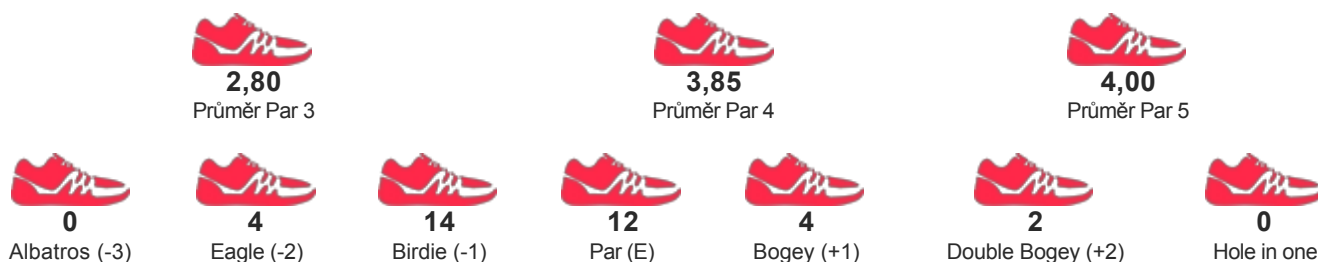 2,80 3,85 4,00
Průměr Par 3 Průměr Par 4 Průměr Par 5
0 4 14 12 4 2 0
Albatros (-3) Eagle (-2) Birdie (-1) Par (E) Bogey (+1) Double Bogey (+2) Hole in one